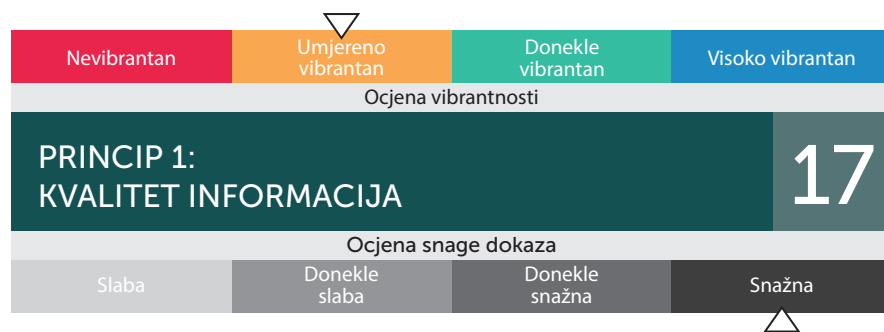 Nevibrantan
Umjereno
vibrantan
Donekle
vibrantan
Visoko vibrantan
Ocjena vibrantnosti
PRINCIP 1:
KVALITET INFORMACIJA
17
Ocjena snage dokaza
Slaba
Donekle
slaba
Donekle
snažna
Snažna